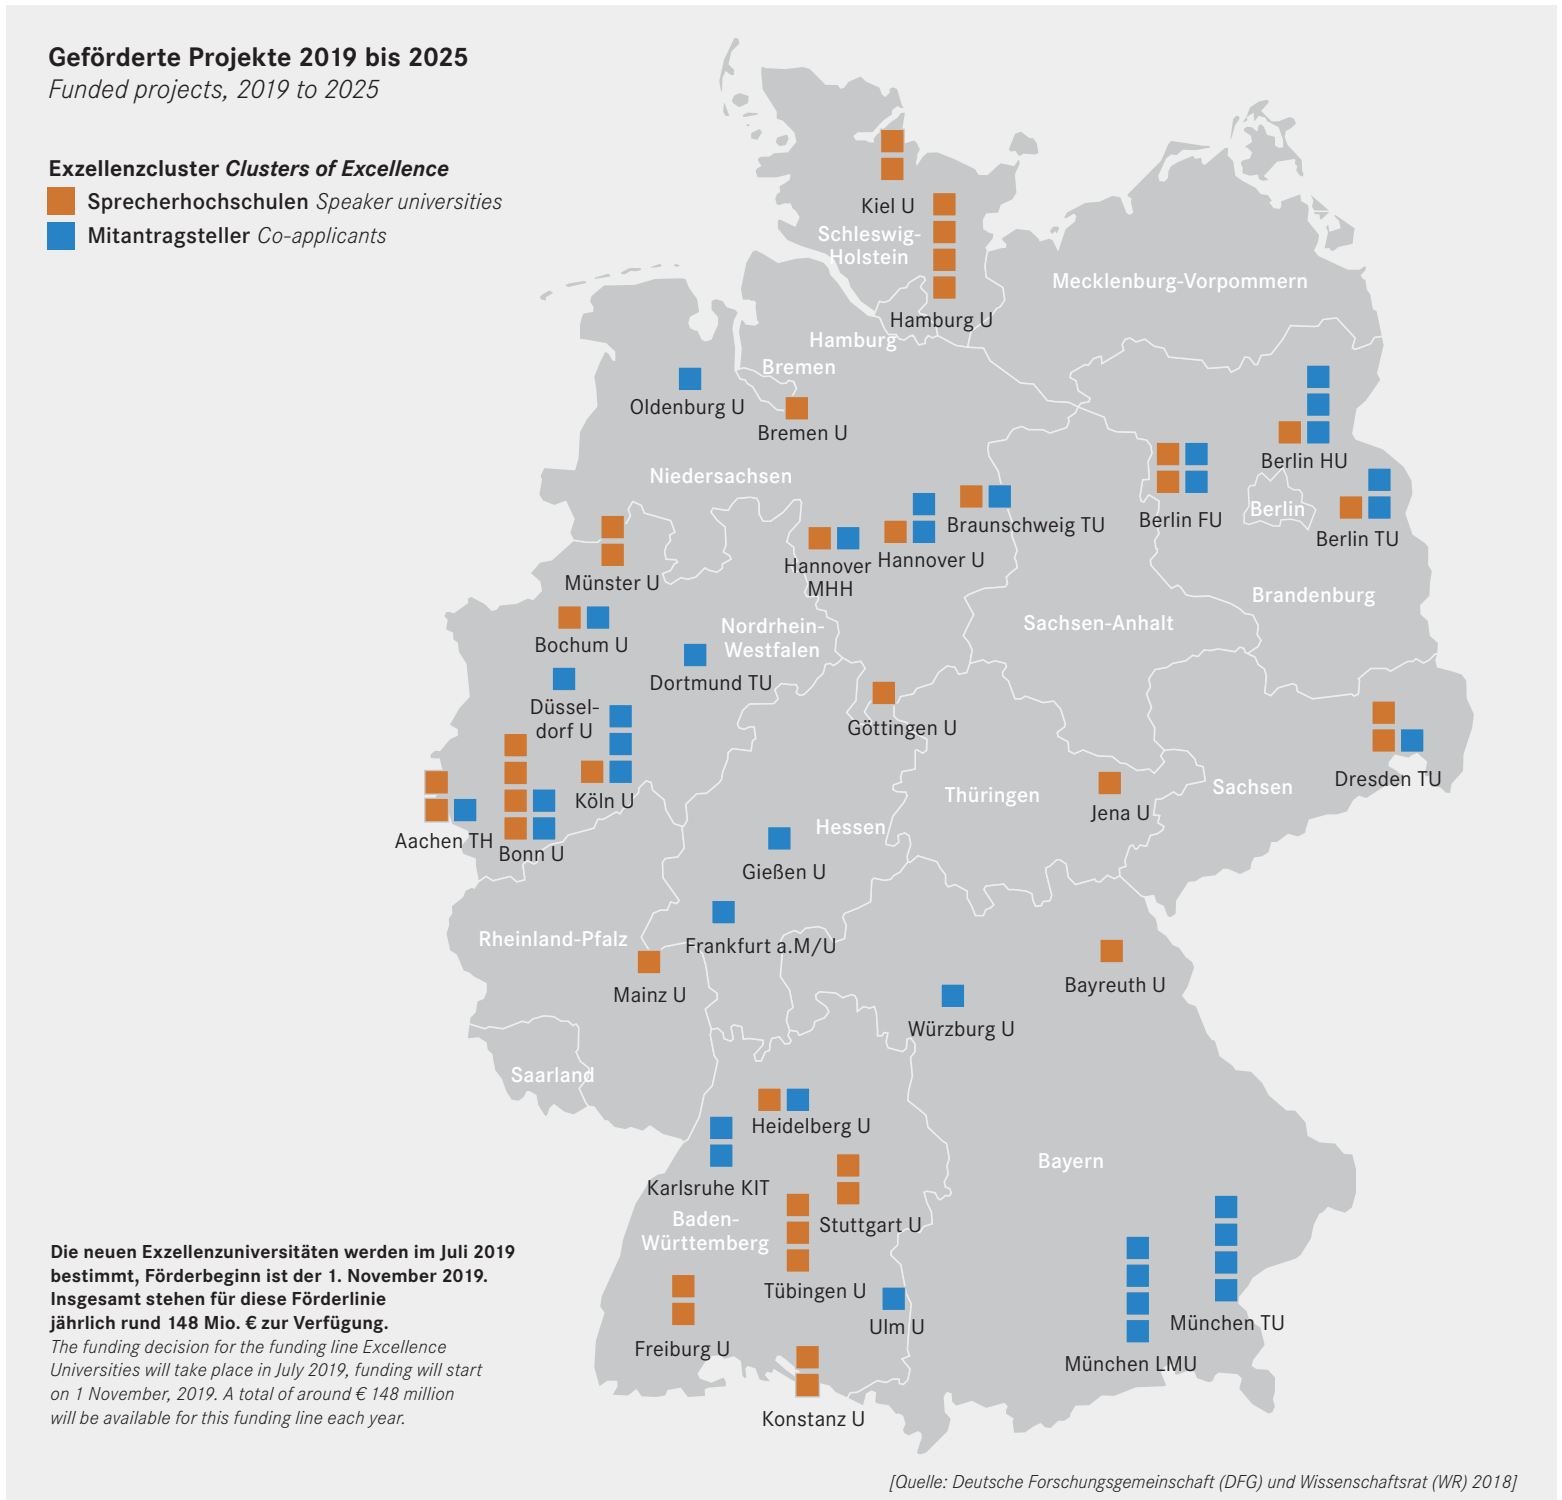 Geförderte Projekte 2019 bis 2025
Funded projects, 2019 to 2025
Exzellenzcluster Clusters of Excellence
Sprecherhochschulen Speaker universities
Mitantragsteller Co-applicants
Kiel U
Schleswig-
Holstein
Mecklenburg-Vorpommern
Hamburg U
Hamburg
Bremen
Oldenburg U
Bremen U
Berlin HU
Niedersachsen
Berlin
Berlin FU
Braunschweig TU
Berlin TU
Hannover U
Hannover
MHH
Münster U
Brandenburg
Sachsen-Anhalt
Nordrhein-
Westfalen
Bochum U
Dortmund TU
Düssel-
dorf U
Göttingen U
Dresden TU
Sachsen
Thüringen
Köln U
Jena U
Hessen
Aachen TH
Bonn U
Gießen U
Rheinland-Pfalz
Frankfurt a.M/U
Bayreuth U
Mainz U
Würzburg U
Saarland
Heidelberg U
Bayern
Karlsruhe KIT
Baden-
Württemberg
Stuttgart U
Tübingen U
München TU
Ulm U
Freiburg U
München LMU
Konstanz U
Die neuen Exzellenzuniversitäten werden im Juli 2019
bestimmt, Förderbeginn ist der 1. November 2019.
Insgesamt stehen für diese Förderlinie
jährlich rund 148 Mio. € zur Verfügung.
The funding decision for the funding line Excellence
Universities will take place in July 2019, funding will start
on 1 November, 2019. A total of around € 148 million
will be available for this funding line each year.
[Quelle: Deutsche Forschungsgemeinschaft (DFG) und Wissenschaftsrat (WR) 2018]